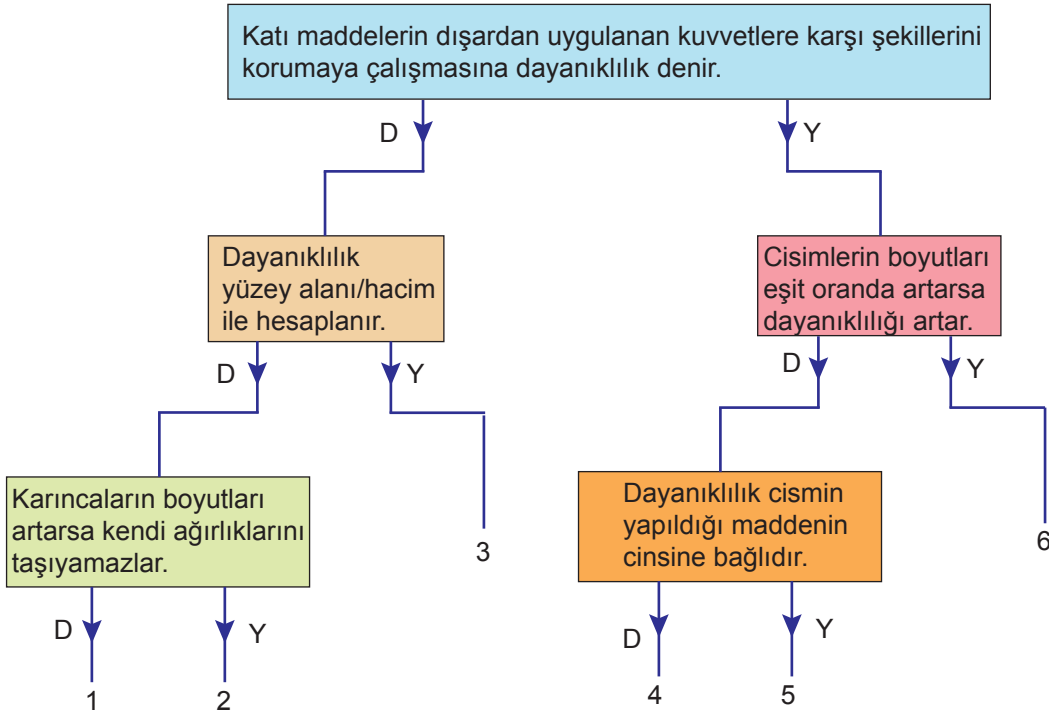 Katı maddelerin dışardan uygulanan kuvvetlere karşı şekillerini
korumaya çalışmasına dayanıklılık denir.
D
Y
Dayanıklılık
yüzey alanı/hacim
ile hesaplanır.
Cisimlerin boyutları
eşit oranda artarsa
dayanıklılığı artar.
D
Y
D
Y
Karıncaların boyutları
artarsa kendi ağırlıklarını
taşıyamazlar.
3
Dayanıklılık cismin
yapıldığı maddenin
cinsine bağlıdır.
6
D
Y
D
Y
1
2
4
5